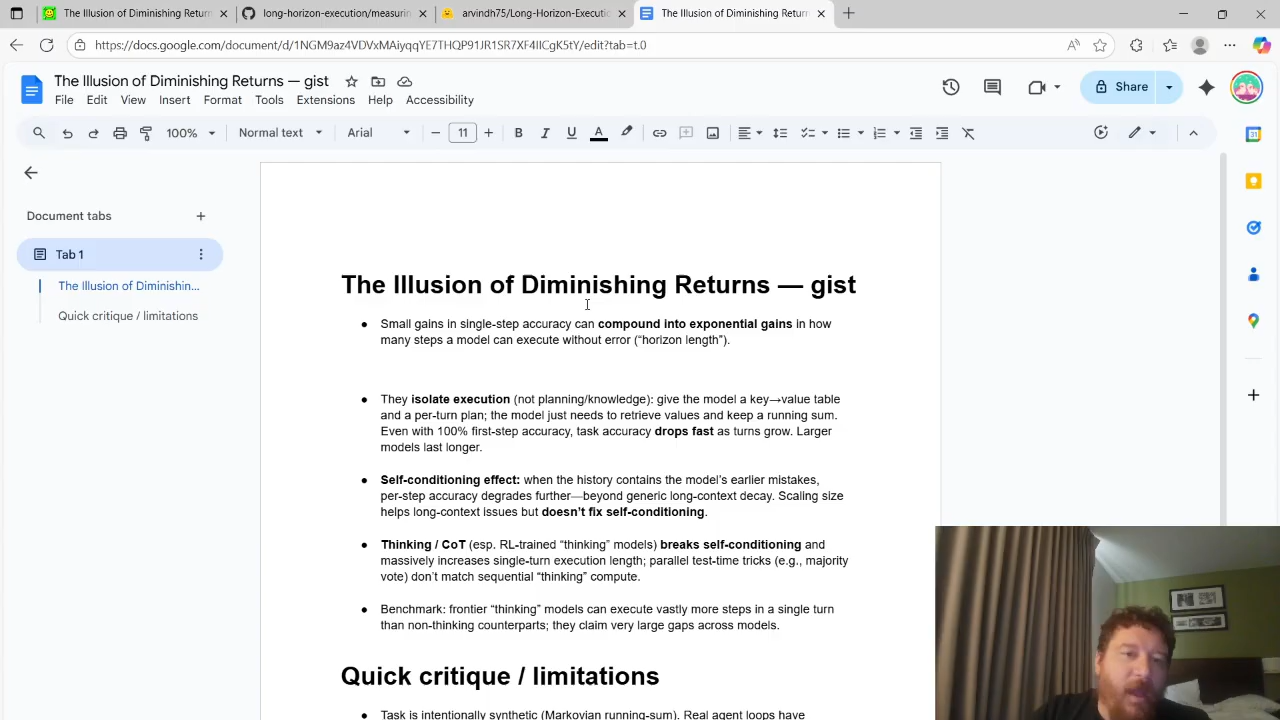 The Illusion of Diminishing Return
long-horizon-execution/measuring
The Illusion of Diminishing Return
https://docs.google.com/document/d/1NGM9az4VDVxMAiyqqYE7THQP91JR1SR7XF4IICgK5tY/edit?tab=t.0
The Illusion of Diminishing Returns — gist
File Edit View Insert Format Tools Extensions Help Accessibility
Share
100% Normal text Arial 11
Document tabs
Tab 1
The Illusion of Diminishin...
Quick critique / limitations
The Illusion of Diminishing Returns — gist
● Small gains in single-step accuracy can compound into exponential gains in how
many steps a model can execute without error (“horizon length”).
● They isolate execution (not planning/knowledge): give the model a key→value table
and a per-turn plan; the model just needs to retrieve values and keep a running sum.
Even with 100% first-step accuracy, task accuracy drops fast as turns grow. Larger
models last longer.
● Self-conditioning effect: when the history contains the model’s earlier mistakes,
per-step accuracy degrades further—beyond generic long-context decay. Scaling size
helps long-context issues but doesn’t fix self-conditioning.
● Thinking / CoT (esp. RL-trained “thinking” models) breaks self-conditioning and
massively increases single-turn execution length; parallel test-time tricks (e.g., majority
vote) don’t match sequential “thinking” compute.
● Benchmark: frontier “thinking” models can execute vastly more steps in a single turn
than non-thinking counterparts; they claim very large gaps across models.
Quick critique / limitations
● Task is intentionally synthetic (Markovian running-sum). Real agent loops have